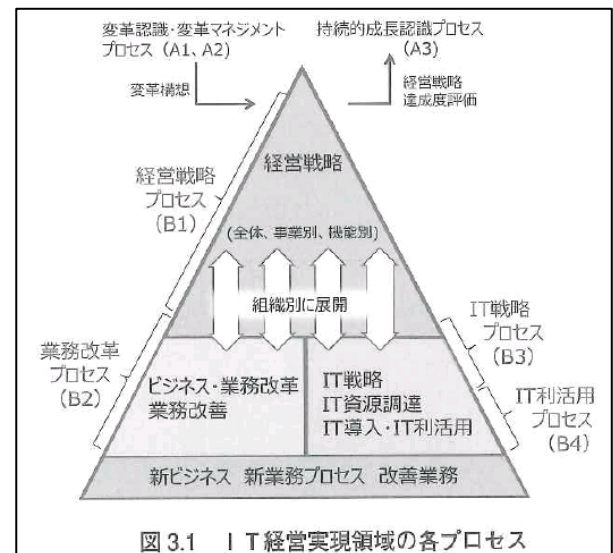 変革認識・変革マネジメント
プロセス（A1、A2）
持続的成長認識プロセス
（A3）
変革構想
経営戦略
達成度評価
経営戦略
経営戦略
プロセス
（B1）
（全体、事業別、機能別）
組織別に展開
業務改革
プロセス
（B2）
IT戦略
プロセス
（B3）
ビジネス・業務改革
業務改善
IT戦略
IT資源調達
IT導入・IT利活用
IT利活用
プロセス
（B4）
新ビジネス 新業務プロセス 改善業務
図3.1 ＩＴ経営実現領域の各プロセス